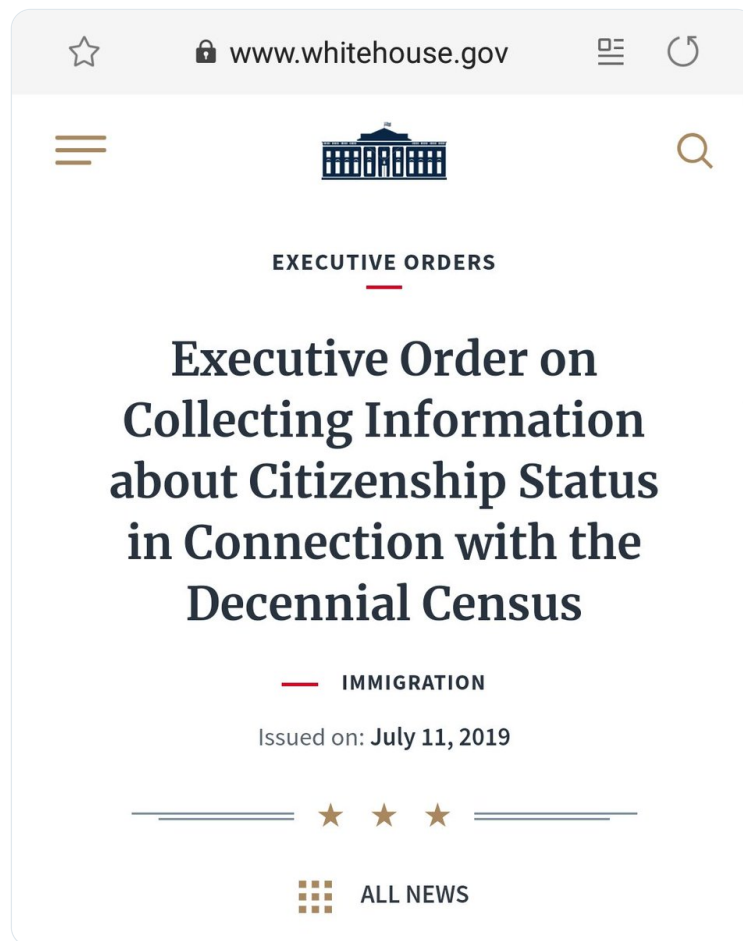 www.whitehouse.gov
EXECUTIVE ORDERS
Executive Order on
Collecting Information
about Citizenship Status
in Connection with the
Decennial Census
IMMIGRATION
Issued on: July 11, 2019
ALL NEWS